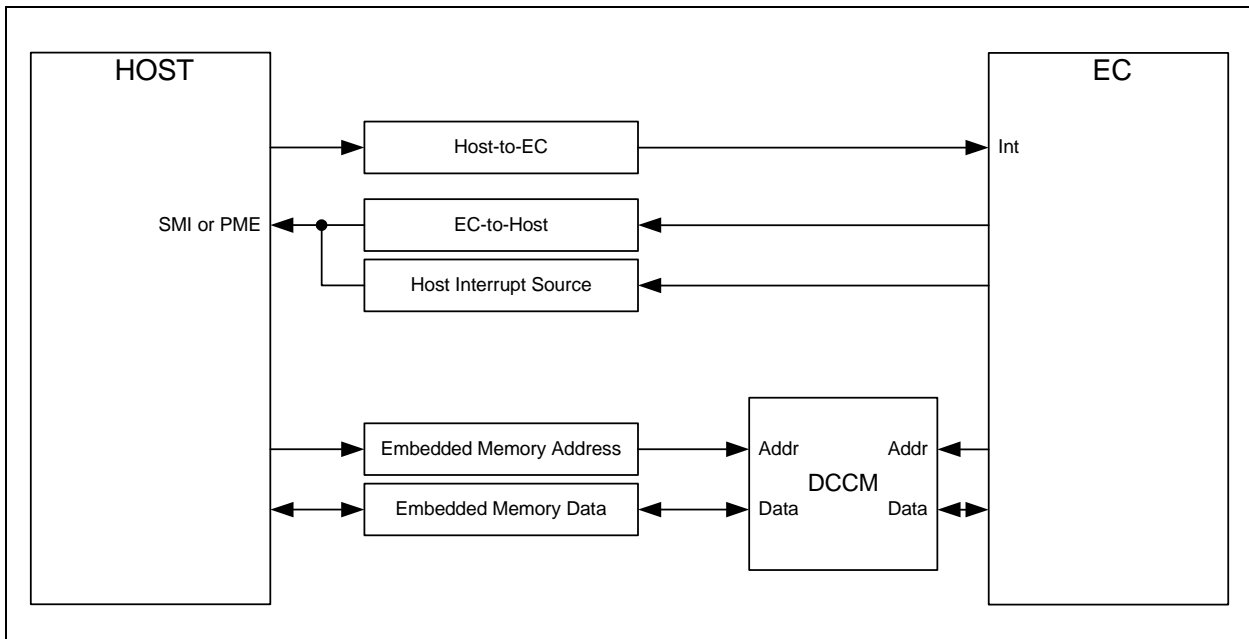 HOST
EC
Host-to-EC
Int
SMI or PME
EC-to-Host
Host Interrupt Source
Embedded Memory Address
Addr
Addr
DCCM
Embedded Memory Data
Data
Data